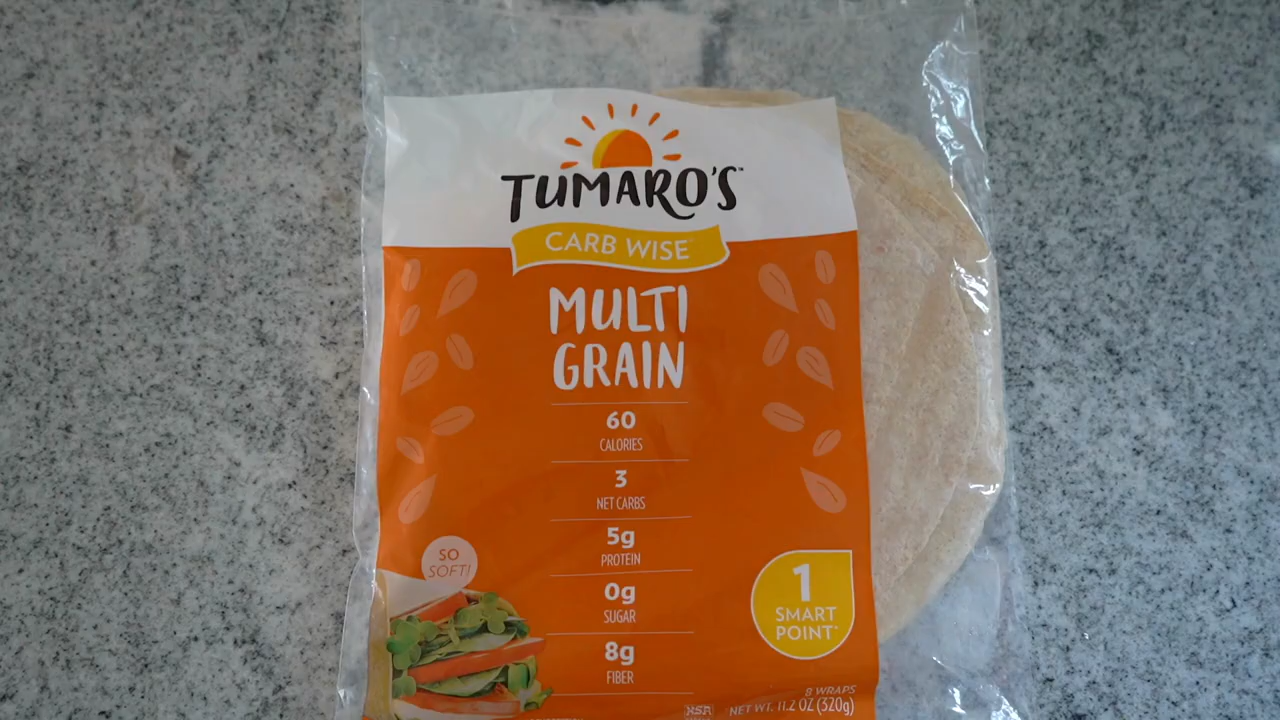 TUMARO'S™
CARB WISE
MULTI
GRAIN
60
CALORIES
3
NET CARBS
5g
PROTEIN
0g
SUGAR
8g
FIBER
SO
SOFT!
1
SMART
POINT™
8 WRAPS
NET WT. 11.2 OZ (320g)